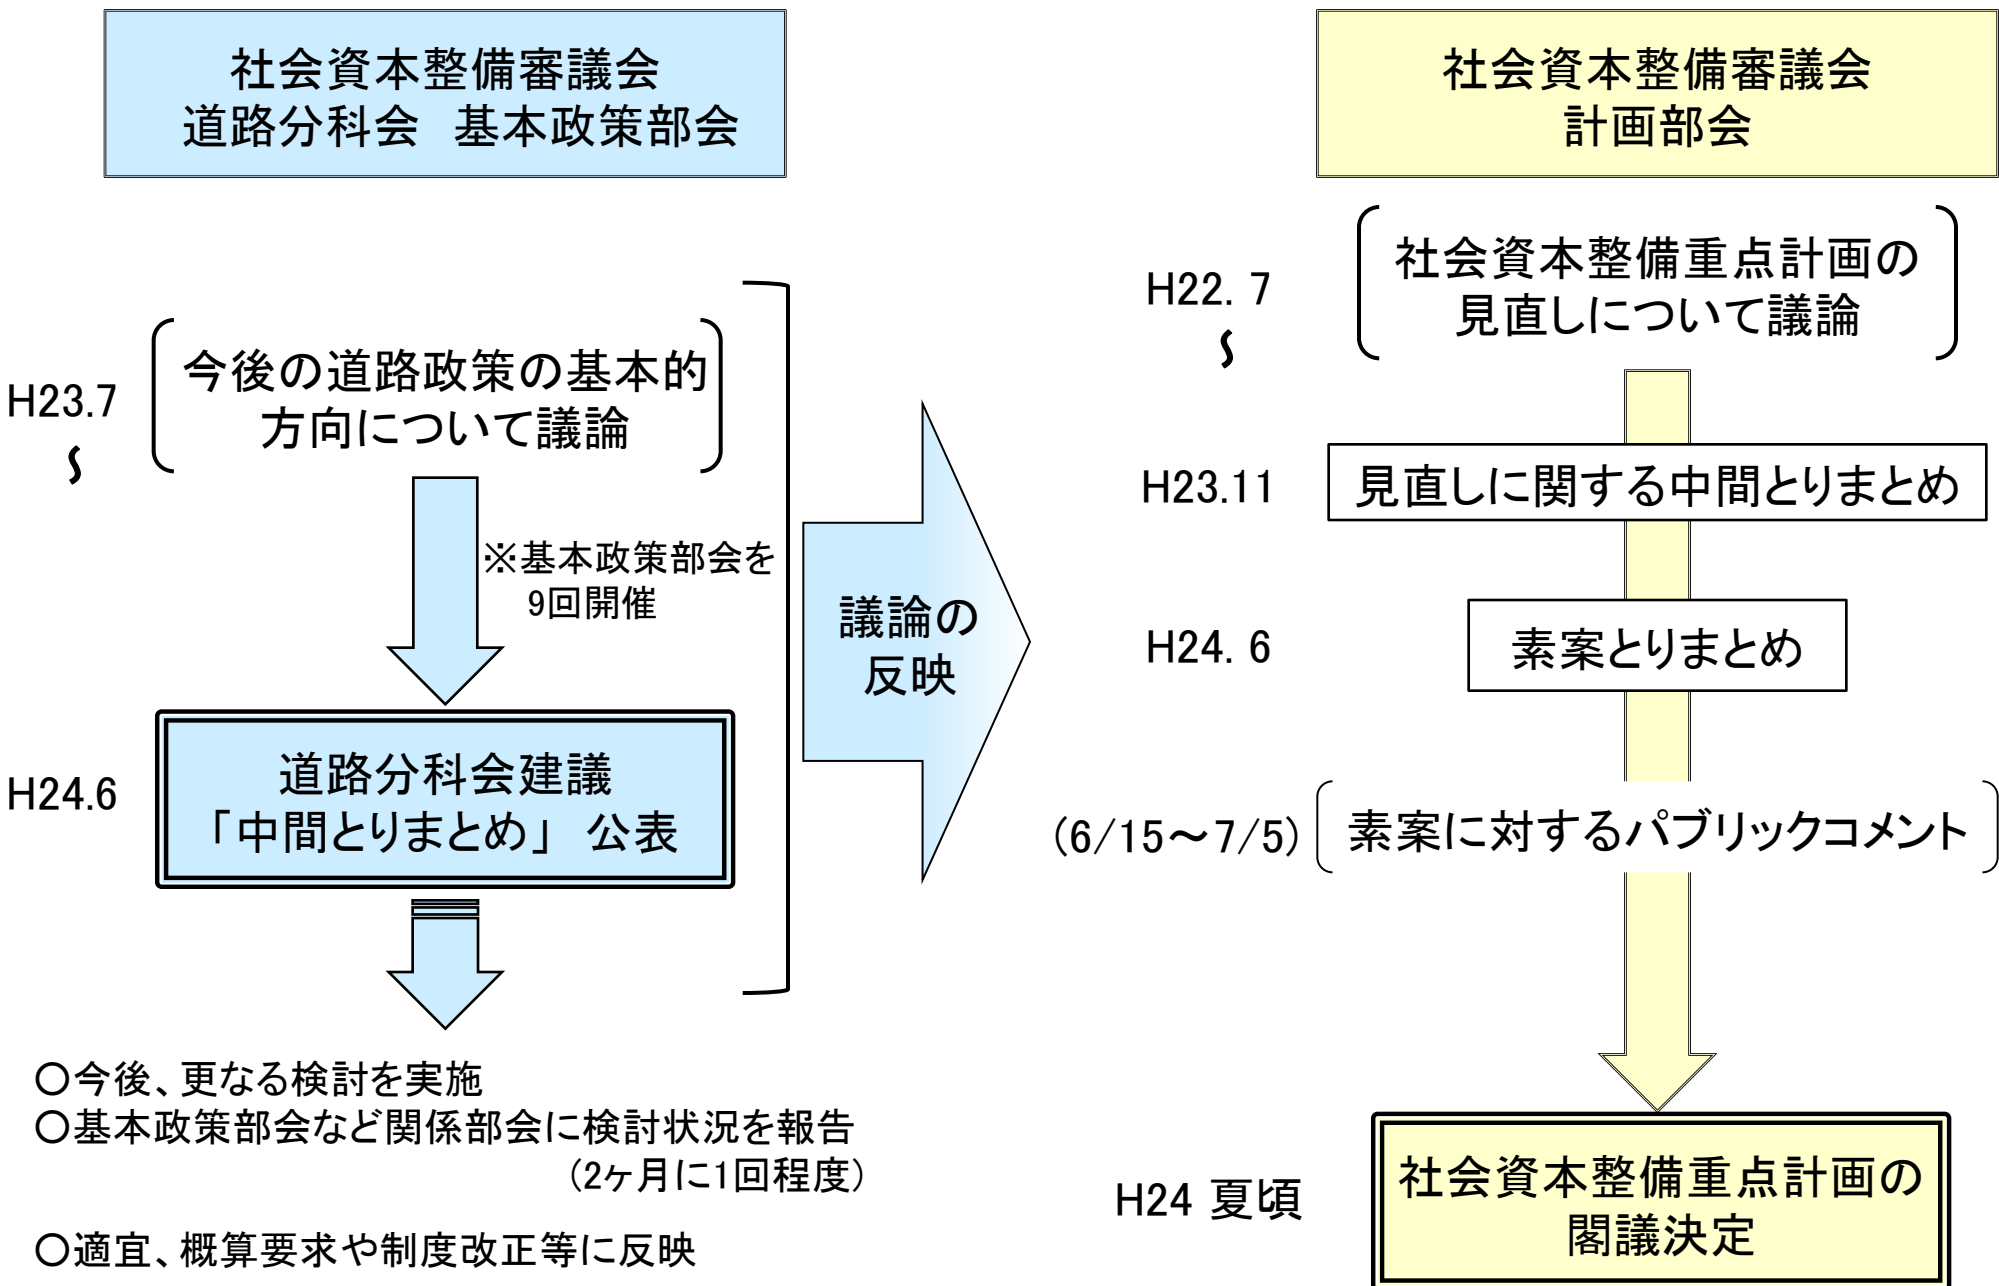 社会資本整備審議会
道路分科会　基本政策部会
H23.7
〜
今後の道路政策の基本的
方向について議論
※基本政策部会を
9回開催
H24.6
道路分科会建議
「中間とりまとめ」 公表
○今後、更なる検討を実施
○基本政策部会など関係部会に検討状況を報告
(2ヶ月に1回程度)
○適宜、概算要求や制度改正等に反映
議論の
反映
社会資本整備審議会
計画部会
H22. 7
〜
社会資本整備重点計画の
見直しについて議論
H23.11
見直しに関する中間とりまとめ
H24. 6
素案とりまとめ
(6/15～7/5)
素案に対するパブリックコメント
H24 夏頃
社会資本整備重点計画の
閣議決定